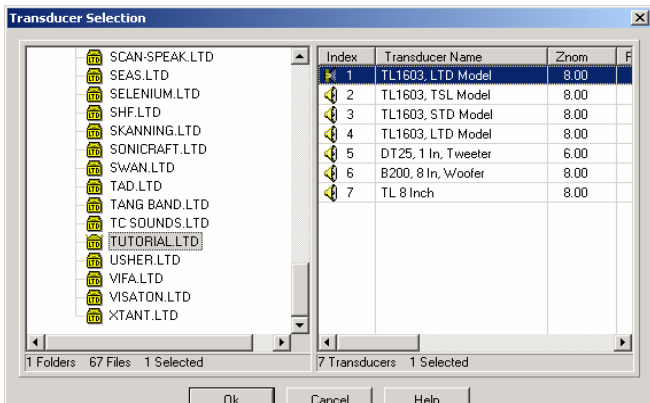 Transducer Selection
SCAN-SPEAK.LTD
SEAS.LTD
SELENIUM.LTD
SHF.LTD
SKANNING.LTD
SONICRAFT.LTD
SWAN.LTD
TAD.LTD
TANG BAND.LTD
TC SOUNDS.LTD
TUTORIAL.LTD
USHER.LTD
VIFA.LTD
VISATON.LTD
XTANT.LTD
1 Folders 67 Files 1 Selected
Index Transducer Name Znom F
1 TL1603, LTD Model 8.00
2 TL1603, TSL Model 8.00
3 TL1603, STD Model 8.00
4 TL1603, LTD Model 8.00
5 DT25, 1 In, Tweeter 6.00
6 B200, 8 In, Woofer 8.00
7 TL 8 Inch 8.00
7 Transducers 1 Selected
Ok Cancel Help